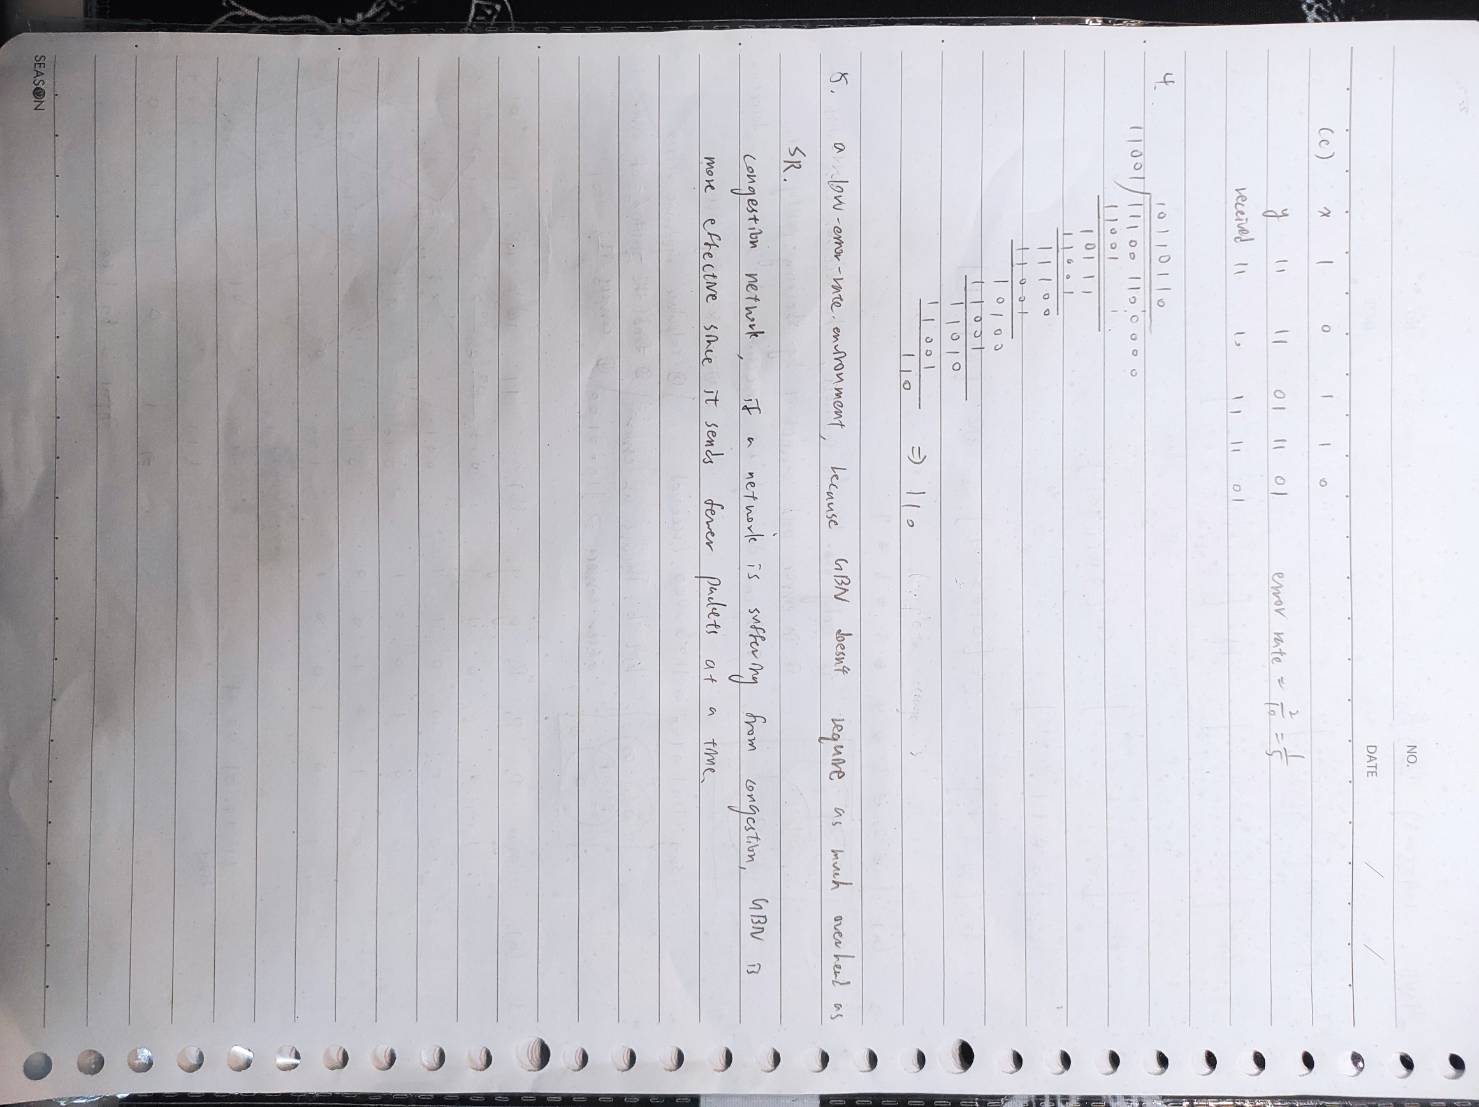 NO.
DATE / /
(c) x 1 0 1 1 0
y 11 11 01 11 01 error rate = 2/10 = 1/5
received 11 11 11 01
4.
10110110
11001 11100110,0000
11001
10111
11001
11100
11001
10100
11001
11010
11001
110 => 110
5. a low-error-rate environment, because GBN doesn't require as much overhead as
SR.
congestion network, if a network is suffering from congestion, GBN is
more effective since it sends fewer packets at a time.
SEASON